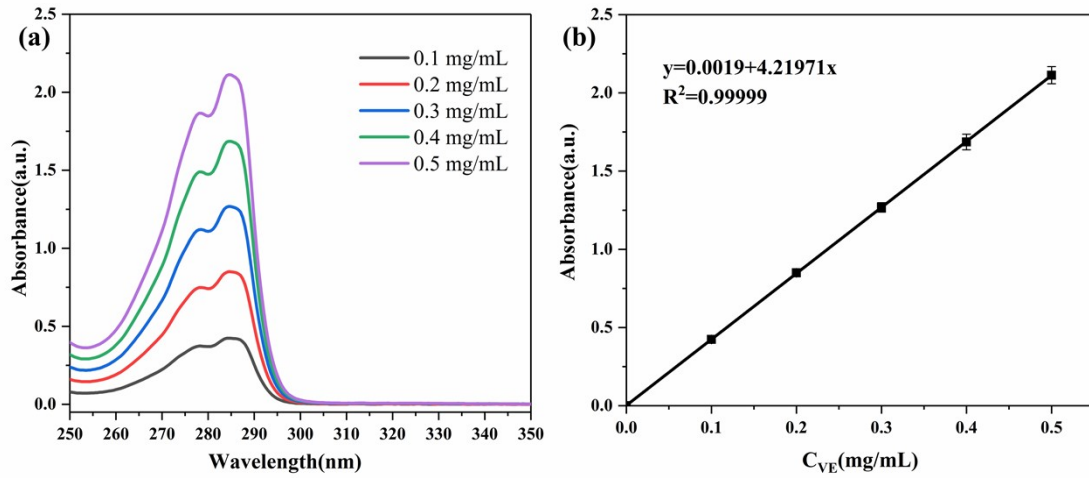 (a)
0.1 mg/mL
0.2 mg/mL
0.3 mg/mL
0.4 mg/mL
0.5 mg/mL
2.5
2.0
1.5
1.0
0.5
0.0
Absorbance(a.u.)
250 260 270 280 290 300 310 320 330 340 350
Wavelength(nm)
(b)
y=0.0019+4.21971x
R²=0.99999
2.5
2.0
1.5
1.0
0.5
0.0
Absorbance(a.u.)
0.0 0.1 0.2 0.3 0.4 0.5
C_VE(mg/mL)